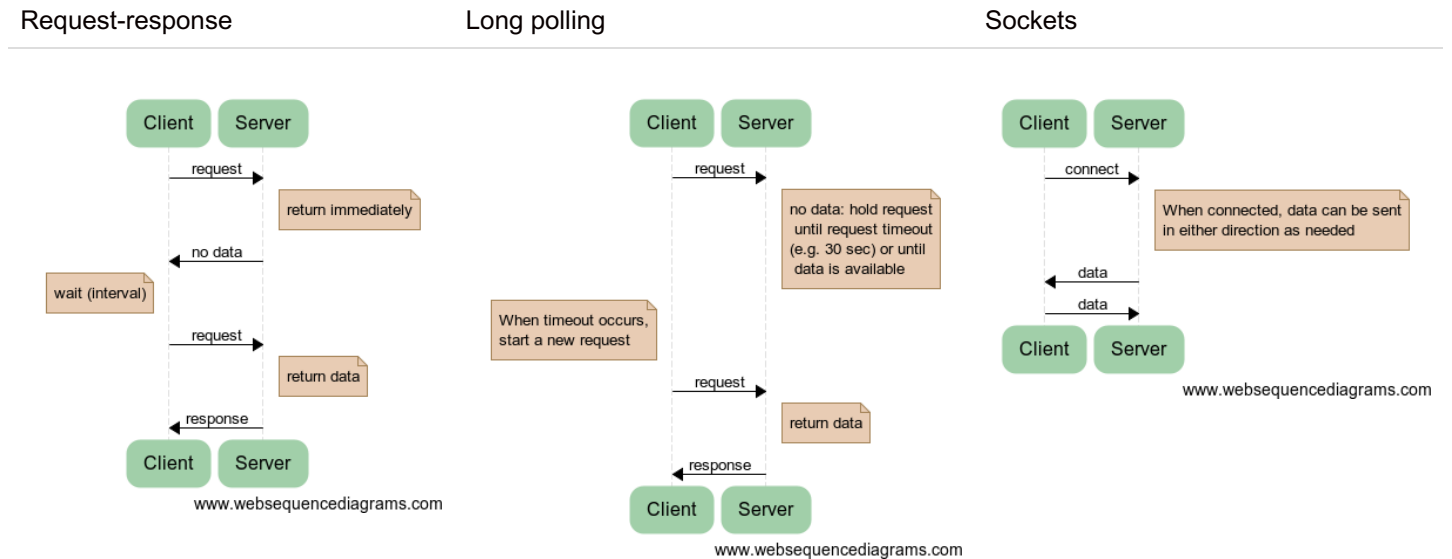 Request-response
Long polling
Sockets
Client
Server
request
return immediately
no data
wait (interval)
request
return data
response
Client
Server
www.websequencediagrams.com
Client
Server
request
no data: hold request
until request timeout
(e.g. 30 sec) or until
data is available
When timeout occurs,
start a new request
request
return data
response
Client
Server
www.websequencediagrams.com
Client
Server
connect
When connected, data can be sent
in either direction as needed
data
data
Client
Server
www.websequencediagrams.com